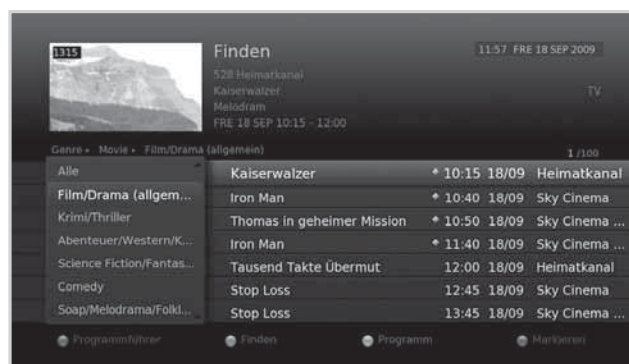 1315
Finden
11:57 FRE 18 SEP 2009
528 Heimatkanal
Kaiserwalzer
TV
Melodram
FRE 18 SEP 10:15 - 12:00
Genre Movie Film/Drama (allgemein)
1 /100
Alle
Kaiserwalzer 10:15 18/09 Heimatkanal
Film/Drama (allgem...
Iron Man 10:40 18/09 Sky Cinema
Krimi/Thriller
Thomas in geheimer Mission 10:50 18/09 Sky Cinema ...
Abenteuer/Western/K...
Iron Man 11:40 18/09 Sky Cinema ...
Science Fiction/Fantas...
Tausend Takte Übermut 12:00 18/09 Heimatkanal
Comedy
Stop Loss 12:45 18/09 Sky Cinema
Soap/Melodrama/Folkl...
Stop Loss 13:45 18/09 Sky Cinema ...
Programmführer Finden Programm Markieren